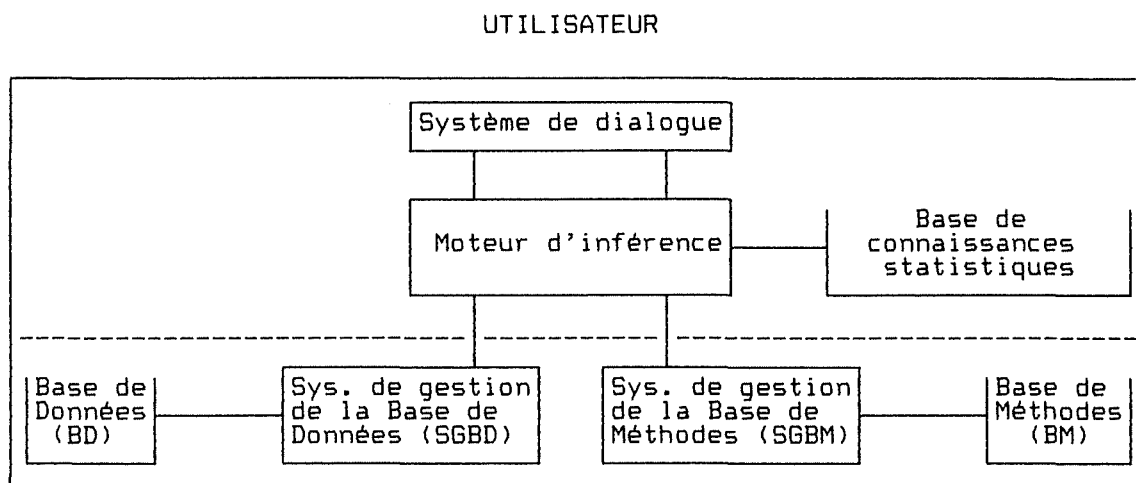 UTILISATEUR
Système de dialogue
Moteur d'inférence
Base de
connaissances
statistiques
Base de
Données
(BD)
Sys. de gestion
de la Base de
Données (SGBD)
Sys. de gestion
de la Base de
Méthodes (SGBM)
Base de
Méthodes
(BM)